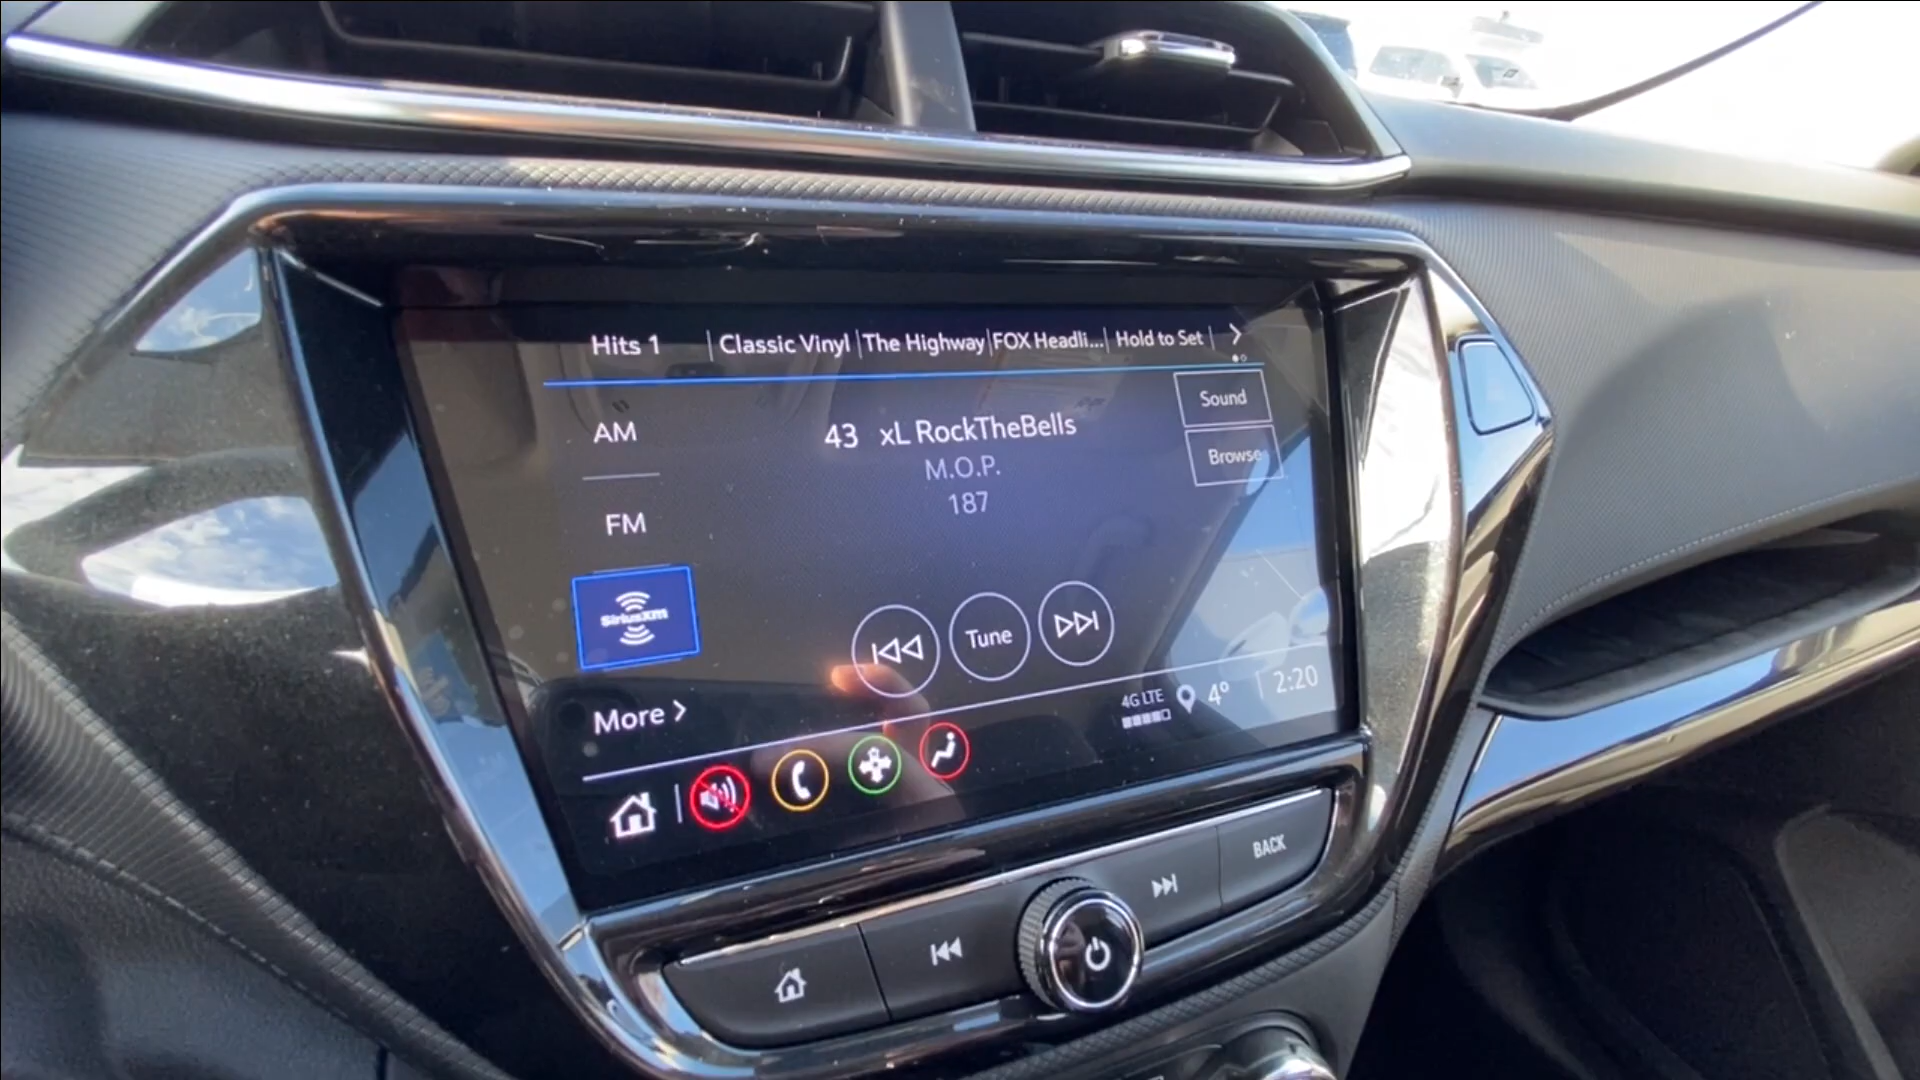 Hits 1 | Classic Vinyl | The Highway | FOX Headli... | Hold to Set
Sound
AM
43 xL RockTheBells
Browse
M.O.P.
187
FM
SiriusXM
Tune
More
4G LTE
4°
2:20
BACK